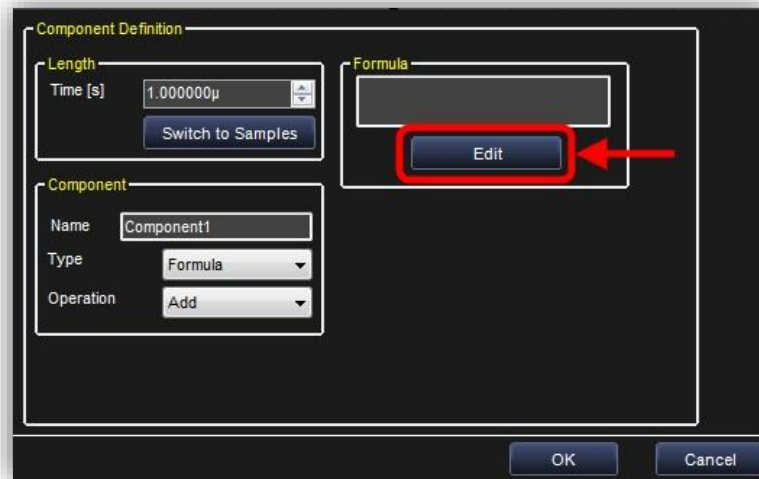 Component Definition
Length
Time [s]
1.000000µ
Switch to Samples
Formula
Edit
Component
Name
Component1
Type
Formula
Operation
Add
OK
Cancel